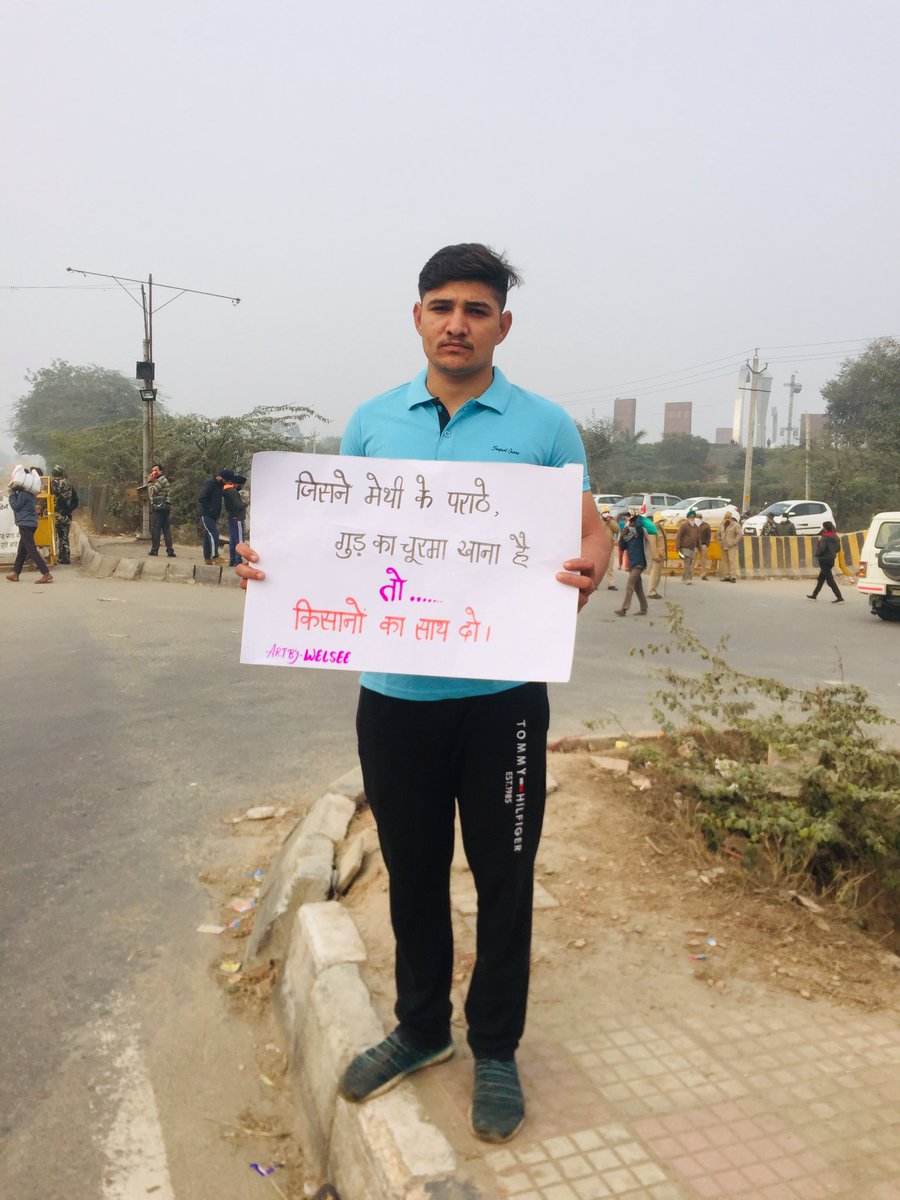 जिसने मेथी के पराठे,
गुड़ का चूरमा खाना है
तो......
किसानों का साथ दो।
ART BY- WELSEE
TOMMY HILFIGER
EST. 1985